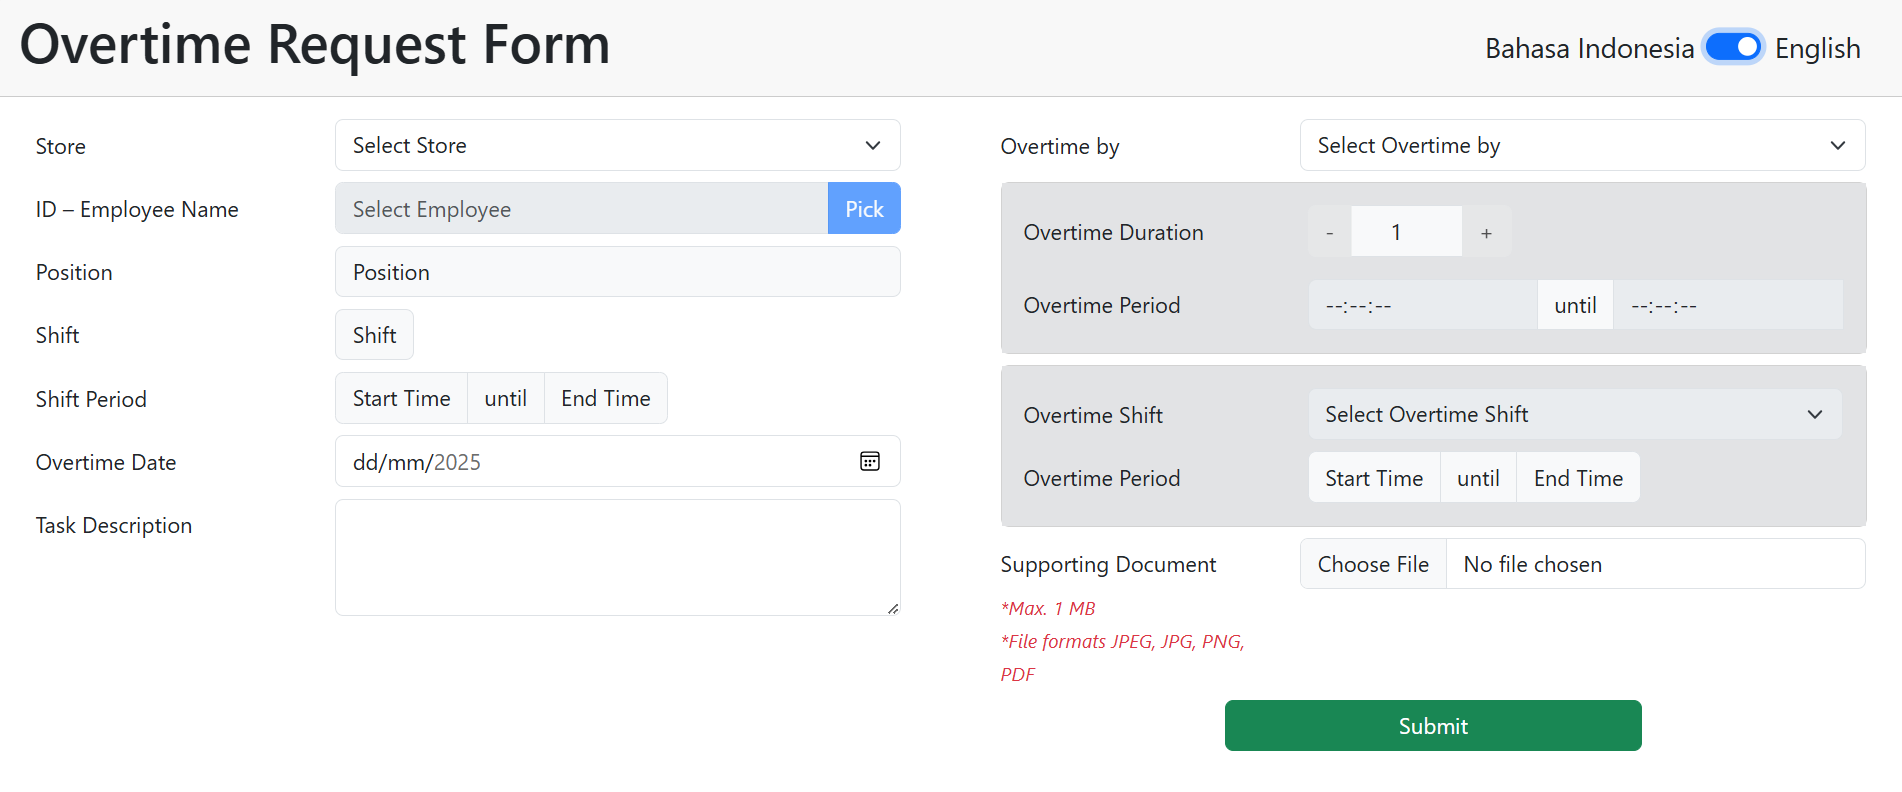 Overtime Request Form
Bahasa Indonesia English
Store Select Store
ID – Employee Name Select Employee Pick
Position Position
Shift Shift
Shift Period Start Time until End Time
Overtime Date dd/mm/2025
Task Description
Overtime by Select Overtime by
Overtime Duration - 1 +
Overtime Period --:--:-- until --:--:--
Overtime Shift Select Overtime Shift
Overtime Period Start Time until End Time
Supporting Document Choose File No file chosen
*Max. 1 MB
*File formats JPEG, JPG, PNG,
PDF
Submit